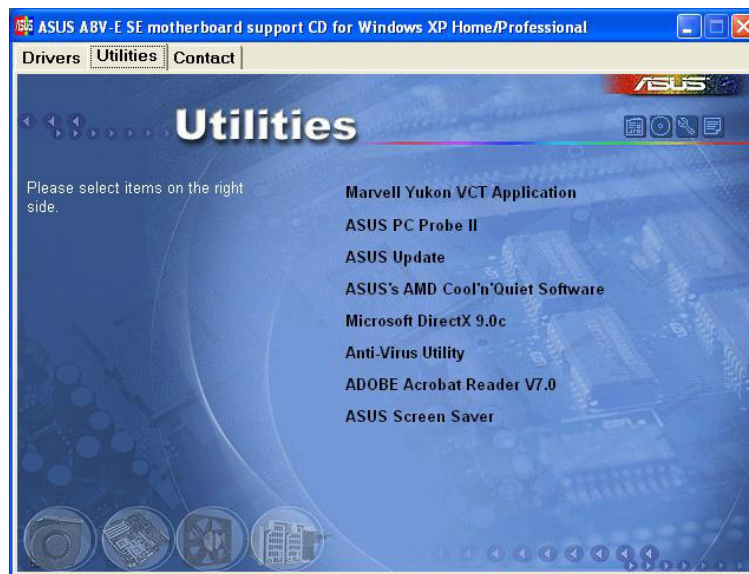 ASUS A8V-E SE motherboard support CD for Windows XP Home/Professional
Drivers Utilities Contact
ASUS
Utilities
Please select items on the right
side.
Marvell Yukon VCT Application
ASUS PC Probe II
ASUS Update
ASUS's AMD Cool'n'Quiet Software
Microsoft DirectX 9.0c
Anti-Virus Utility
ADOBE Acrobat Reader V7.0
ASUS Screen Saver